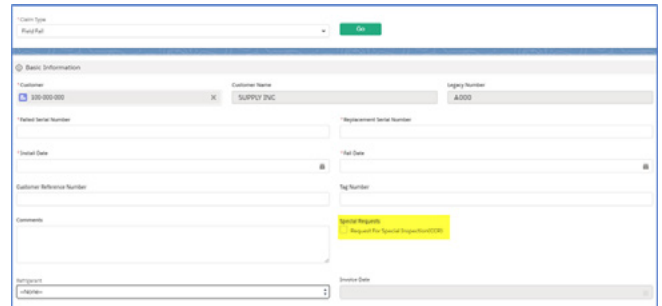 *Claim Type
Field Fail
Go
Basic Information
*Customer
Customer Name
Legacy Number
100-000-000
SUPPLY INC
A000
*Failed Serial Number
*Replacement Serial Number
*Install Date
*Fail Date
Customer Reference Number
Tag Number
Comments
Special Requests
Request For Special Inspection(CCR)
Refrigerant
Invoice Date
--None--